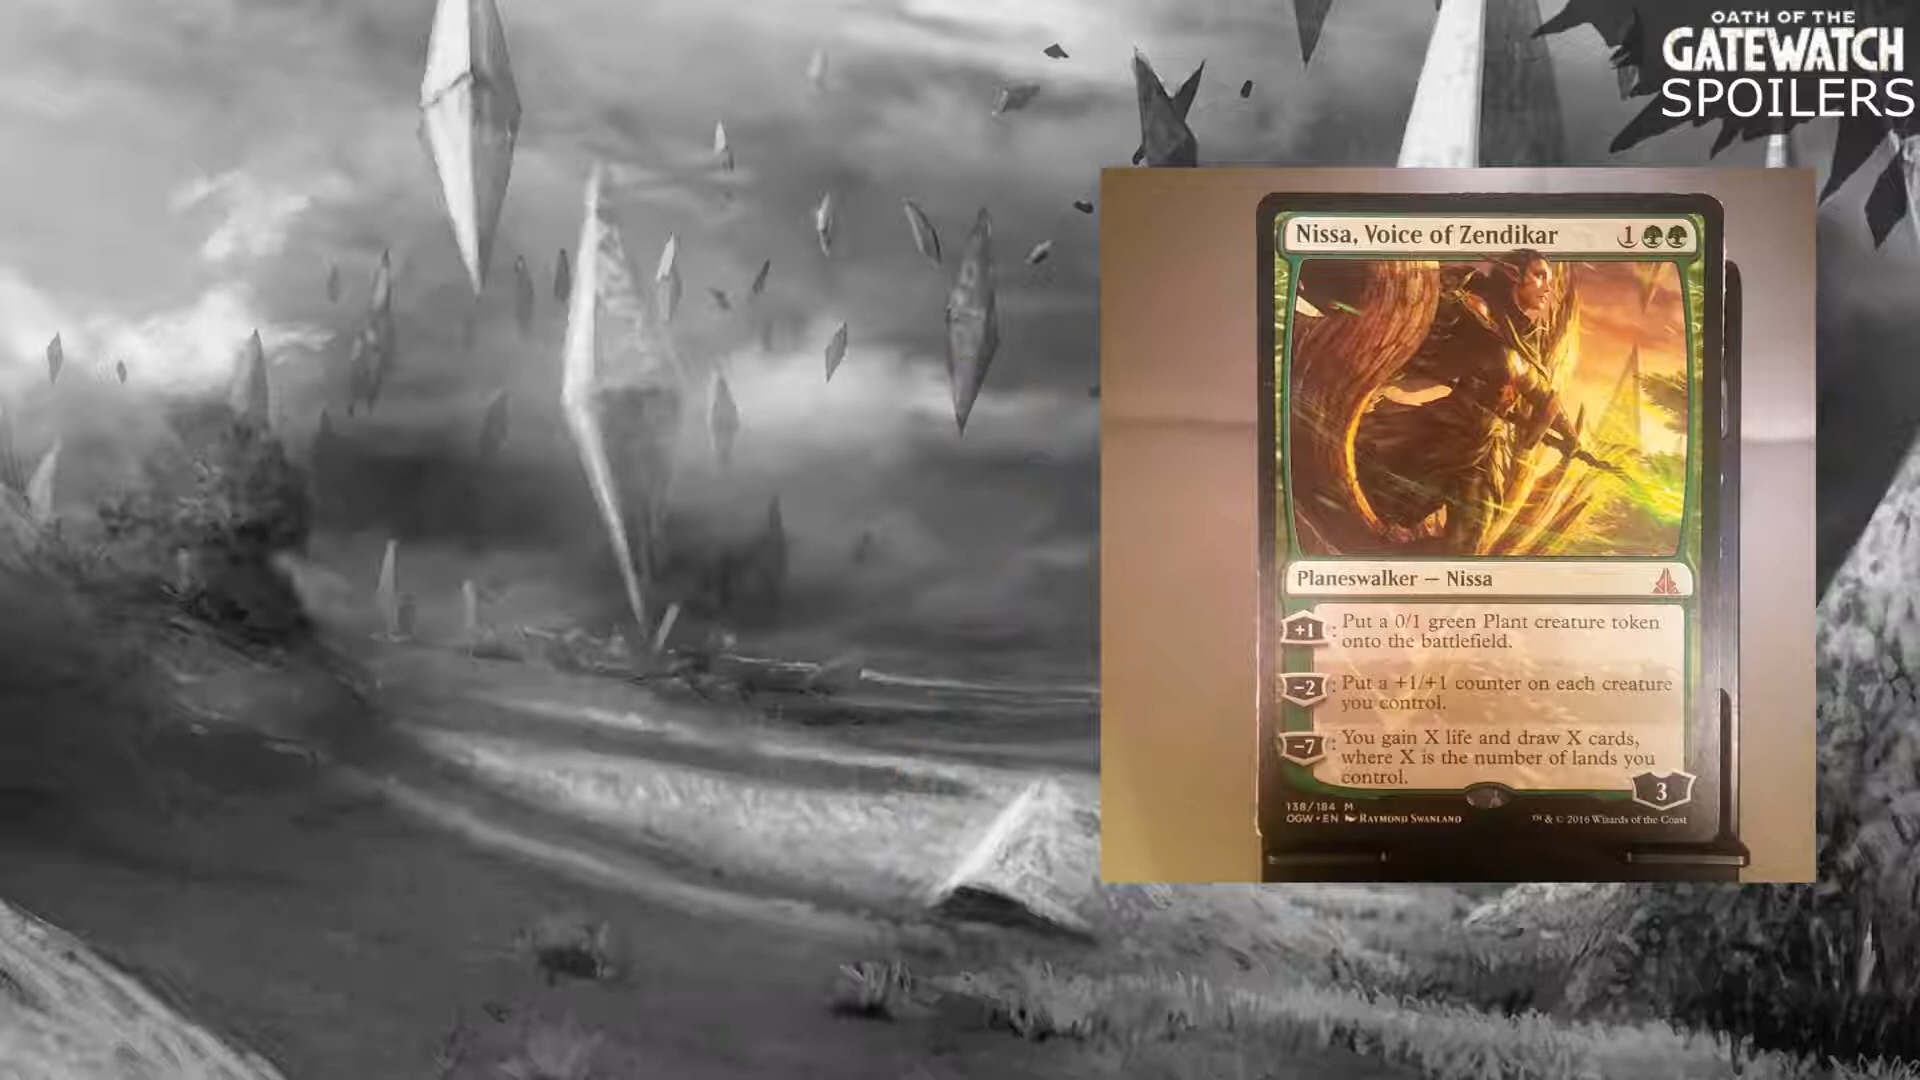 OATH OF THE
GATEWATCH
SPOILERS
Nissa, Voice of Zendikar 1
Planeswalker — Nissa
+1: Put a 0/1 green Plant creature token
onto the battlefield.
−2: Put a +1/+1 counter on each creature
you control.
−7: You gain X life and draw X cards,
where X is the number of lands you
control.
3
138/184 M
OGW • EN Raymond Swanland
™ & © 2016 Wizards of the Coast